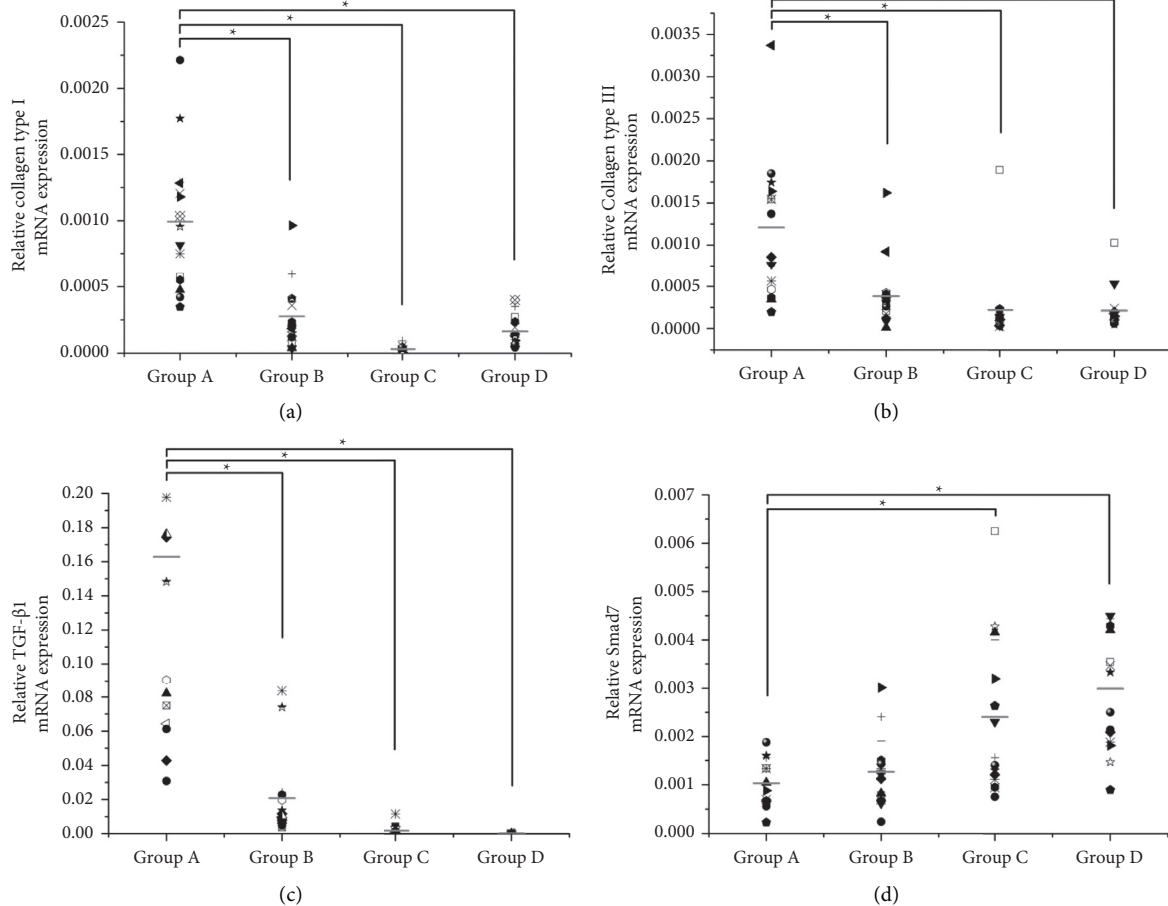 *
*
*
0.0025
0.0020
0.0015
0.0010
0.0005
0.0000
Relative collagen type I
mRNA expression
Group A Group B Group C Group D
(a)
*
*
0.0035
0.0030
0.0025
0.0020
0.0015
0.0010
0.0005
0.0000
Relative Collagen type III
mRNA expression
Group A Group B Group C Group D
(b)
*
*
*
0.20
0.18
0.16
0.14
0.12
0.10
0.08
0.06
0.04
0.02
0.00
Relative TGF-β1
mRNA expression
Group A Group B Group C Group D
(c)
*
*
0.007
0.006
0.005
0.004
0.003
0.002
0.001
0.000
Relative Smad7
mRNA expression
Group A Group B Group C Group D
(d)